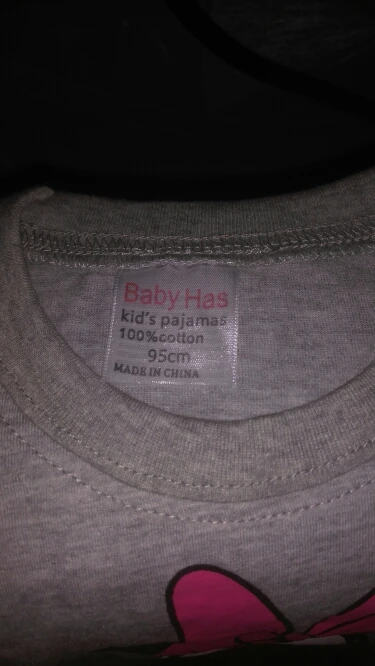 Baby Has
kid's pajamas
100%cotton
95cm
MADE IN CHINA